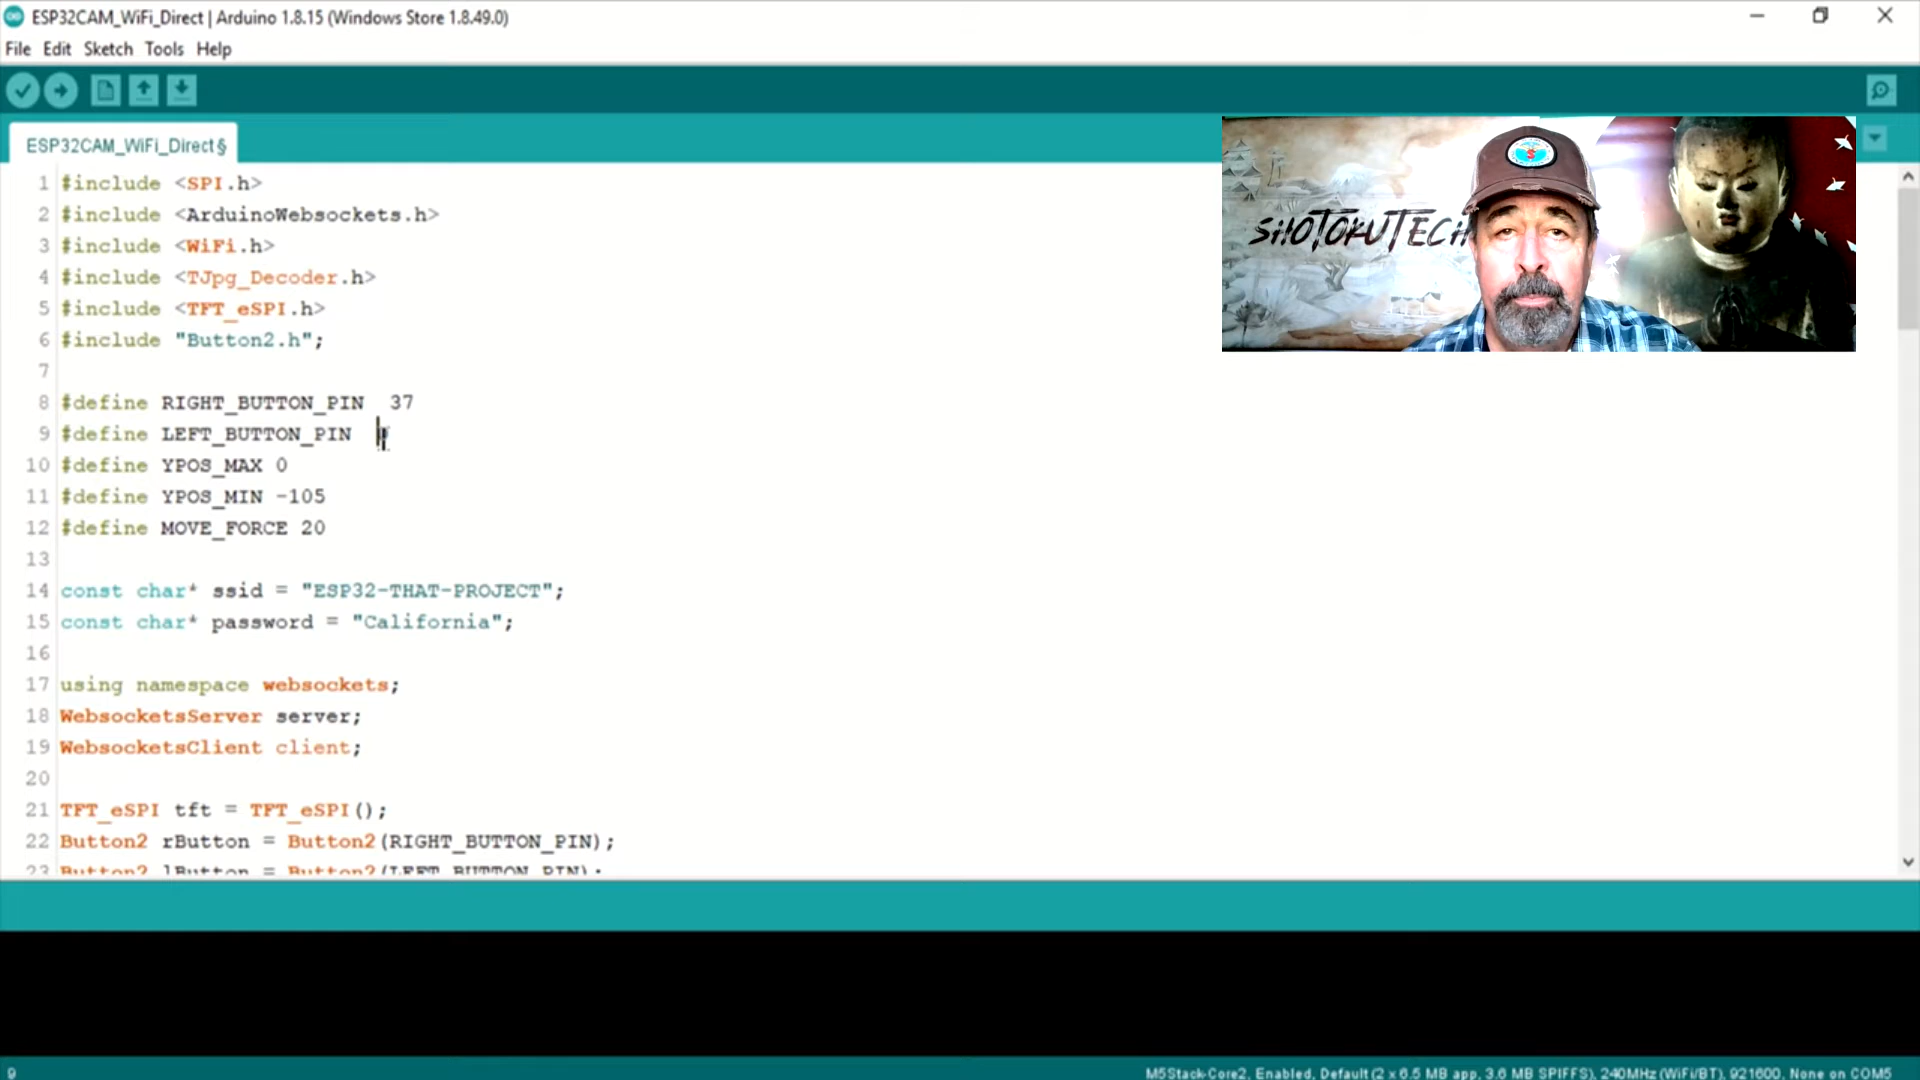 ESP32CAM_WiFi_Direct | Arduino 1.8.15 (Windows Store 1.8.49.0)
File Edit Sketch Tools Help
ESP32CAM_WiFi_Direct§
1 #include <SPI.h>
2 #include <ArduinoWebsockets.h>
3 #include <WiFi.h>
4 #include <TJpg_Decoder.h>
5 #include <TFT_eSPI.h>
6 #include "Button2.h";
7
8 #define RIGHT_BUTTON_PIN  37
9 #define LEFT_BUTTON_PIN
10 #define YPOS_MAX 0
11 #define YPOS_MIN -105
12 #define MOVE_FORCE 20
13
14 const char* ssid = "ESP32-THAT-PROJECT";
15 const char* password = "California";
16
17 using namespace websockets;
18 WebsocketsServer server;
19 WebsocketsClient client;
20
21 TFT_eSPI tft = TFT_eSPI();
22 Button2 rButton = Button2(RIGHT_BUTTON_PIN);
23 Button2 lButton = Button2(LEFT_BUTTON_PIN);
SHOTOKUTECH
9
M5Stack-Core2, Enabled, Default (2 x 6.5 MB app, 3.6 MB SPIFFS), 240MHz (WiFi/BT), 921600, None on COM5